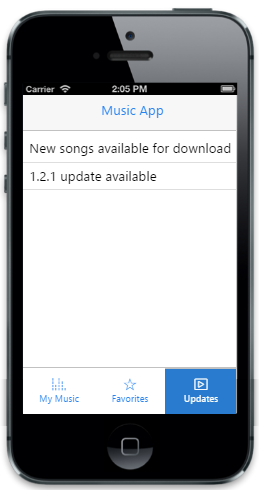 Carrier 2:05 PM
Music App
New songs available for download
1.2.1 update available
My Music Favorites Updates